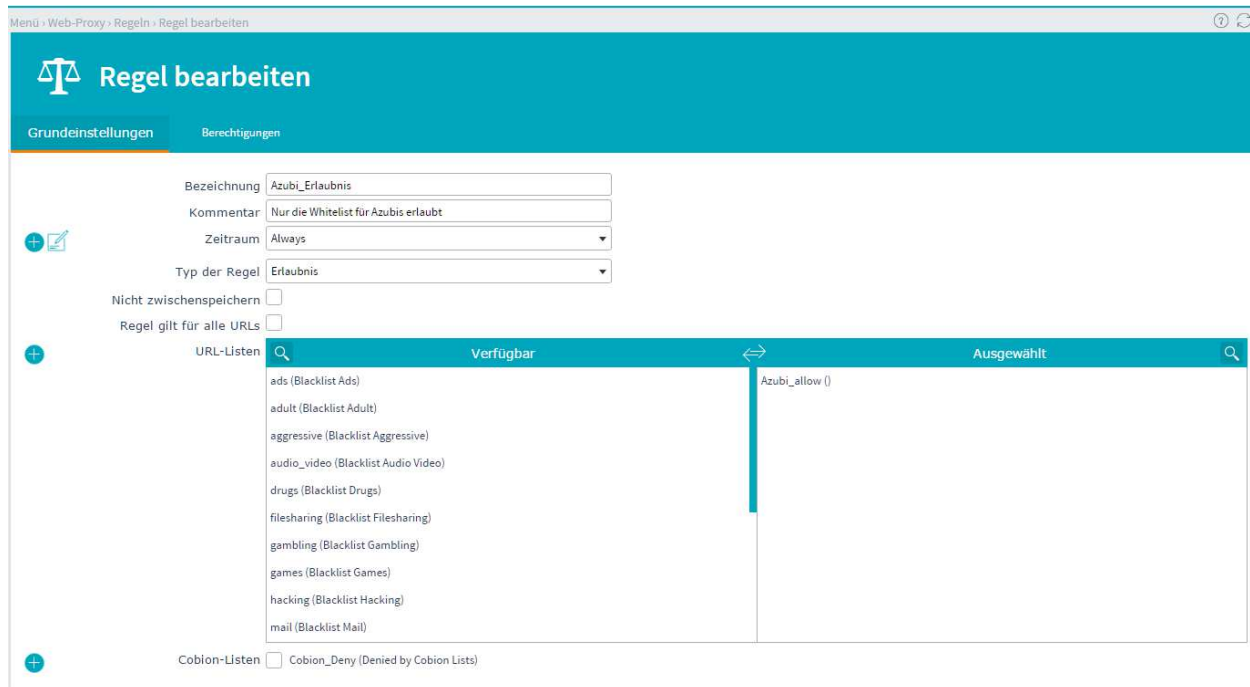 Menü › Web-Proxy › Regeln › Regel bearbeiten
Regel bearbeiten
Grundeinstellungen
Berechtigungen
Bezeichnung Azubi_Erlaubnis
Kommentar Nur die Whitelist für Azubis erlaubt
Zeitraum Always
Typ der Regel Erlaubnis
Nicht zwischenspeichern
Regel gilt für alle URLs
URL-Listen Verfügbar Ausgewählt
ads (Blacklist Ads) Azubi_allow ()
adult (Blacklist Adult)
aggressive (Blacklist Aggressive)
audio_video (Blacklist Audio Video)
drugs (Blacklist Drugs)
filesharing (Blacklist Filesharing)
gambling (Blacklist Gambling)
games (Blacklist Games)
hacking (Blacklist Hacking)
mail (Blacklist Mail)
Cobion-Listen Cobion_Deny (Denied by Cobion Lists)